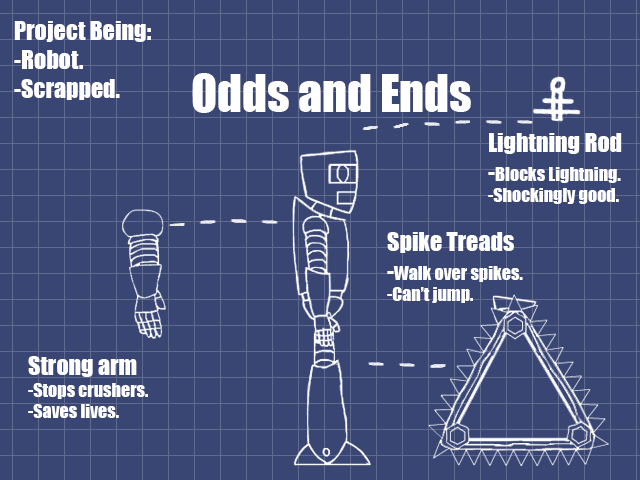 Project Being:
-Robot.
-Scrapped.
Odds and Ends
Lightning Rod
-Blocks Lightning.
-Shockingly good.
Spike Treads
-Walk over spikes.
-Can't jump.
Strong arm
-Stops crushers.
-Saves lives.